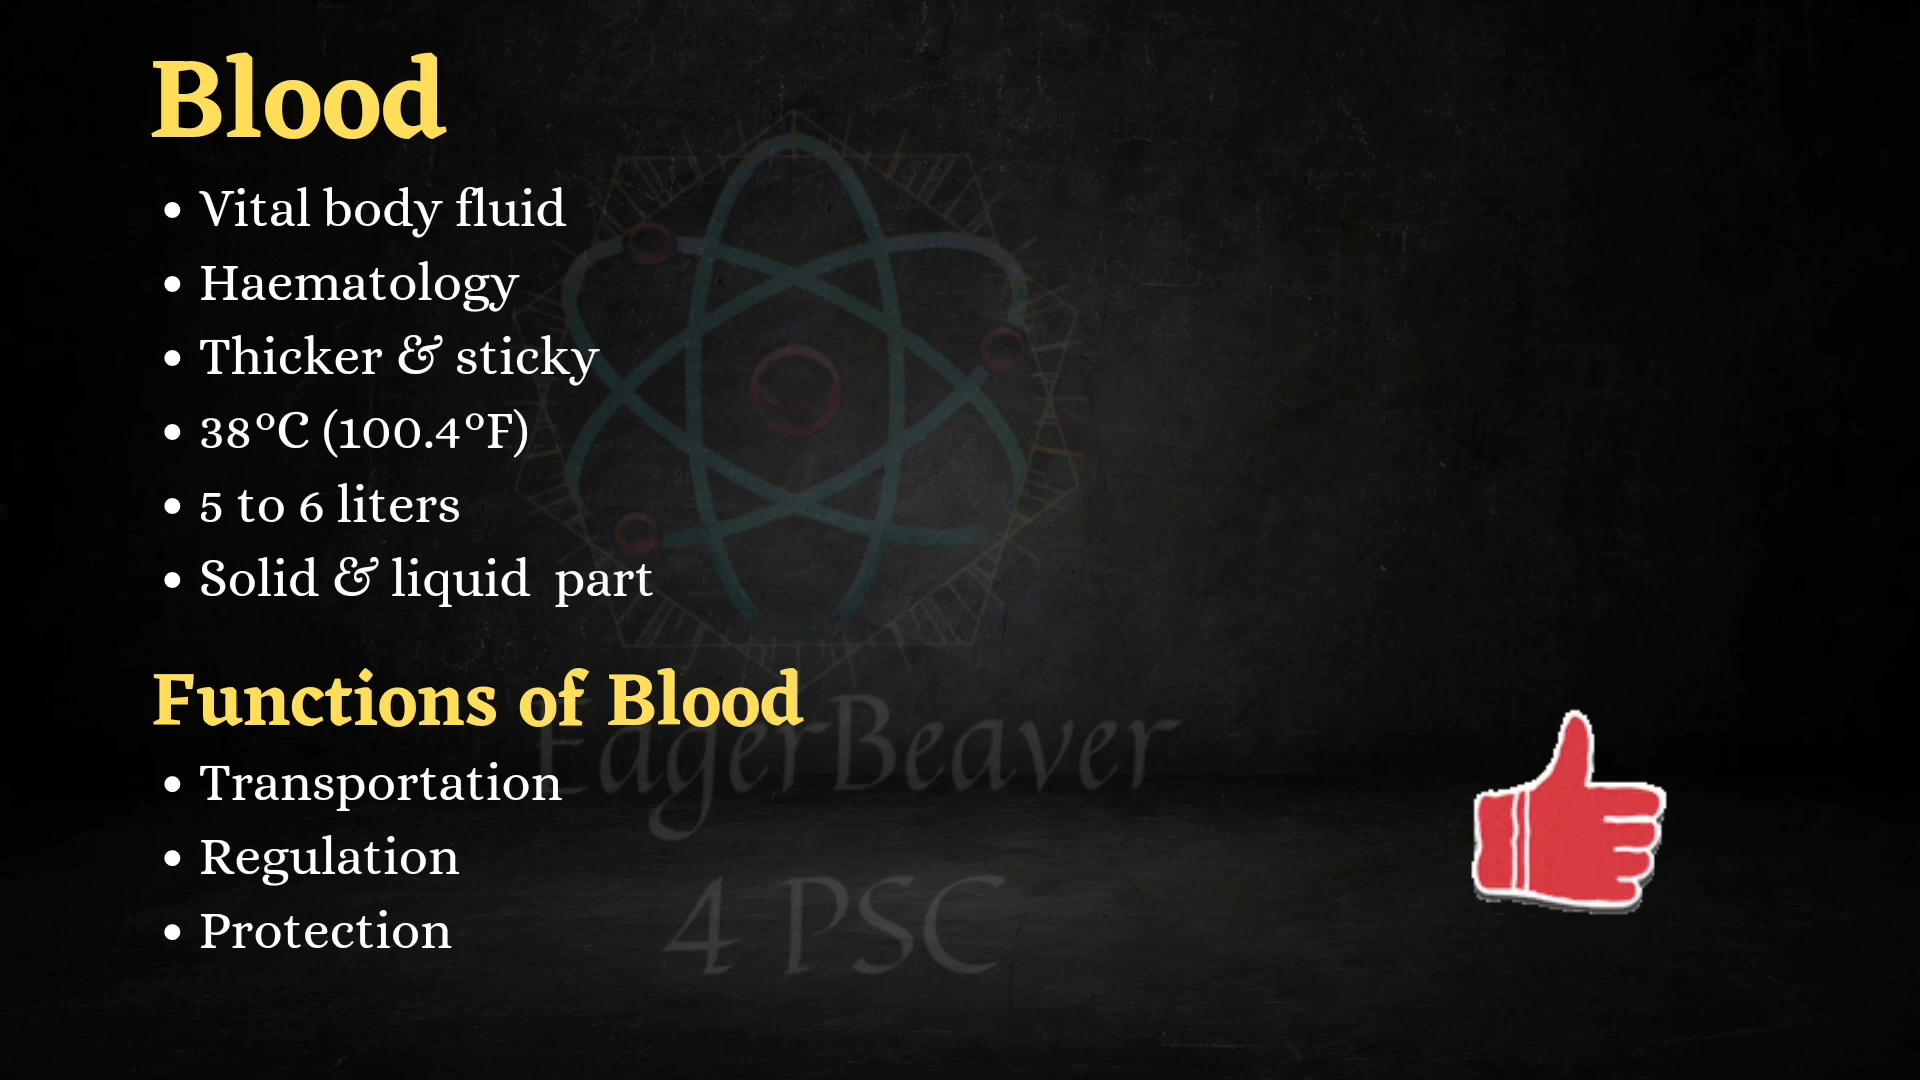 Blood
• Vital body fluid
• Haematology
• Thicker & sticky
• 38°C (100.4°F)
• 5 to 6 liters
• Solid & liquid  part
Functions of Blood
EagerBeaver
• Transportation
• Regulation
4 PSC
• Protection